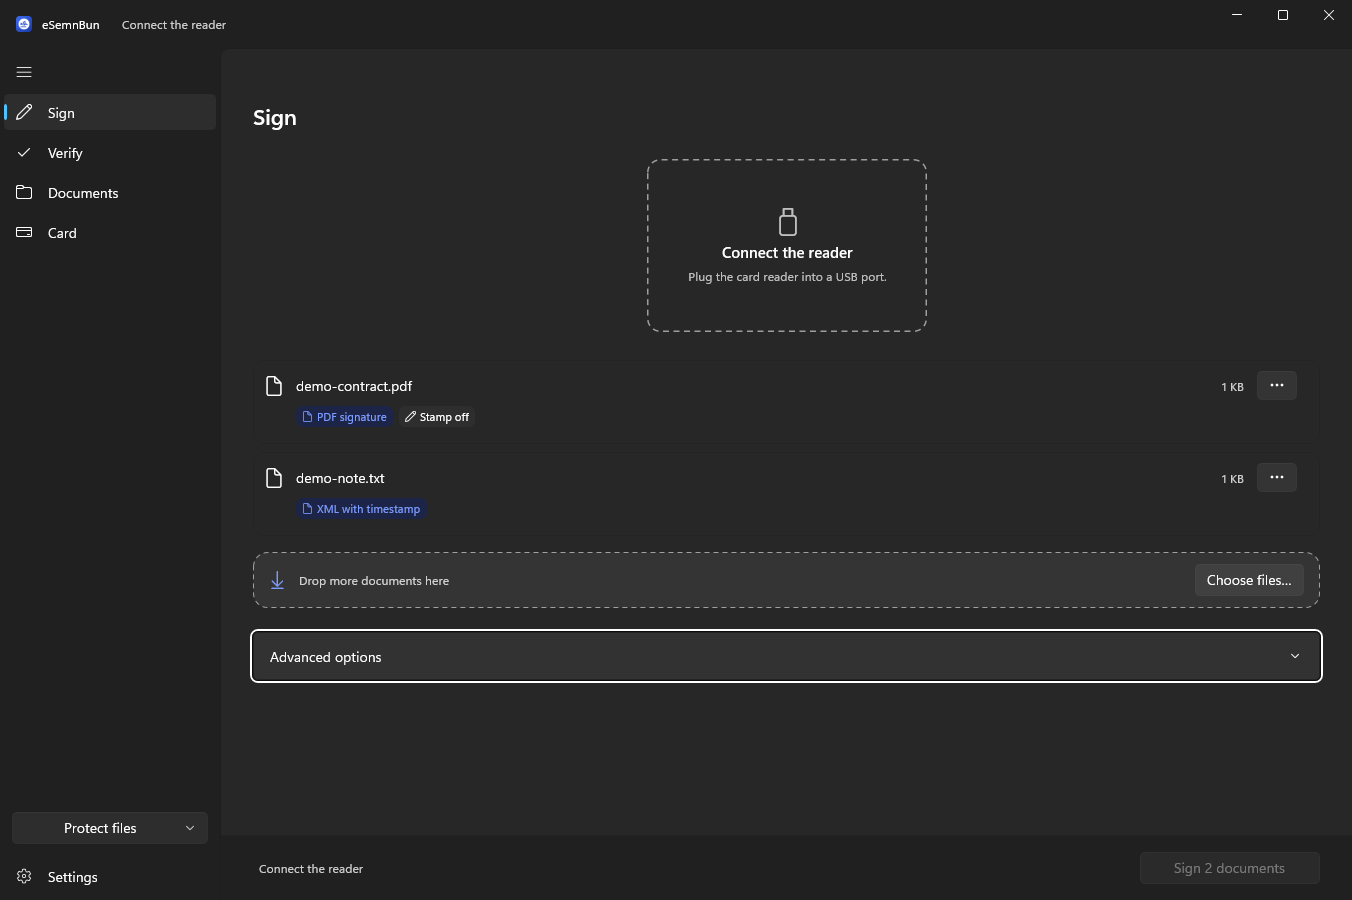 eSemnBun
Connect the reader
Sign
Verify
Documents
Card
Sign
Connect the reader
Plug the card reader into a USB port.
demo-contract.pdf
1 KB
PDF signature
Stamp off
demo-note.txt
1 KB
XML with timestamp
Drop more documents here
Choose files...
Advanced options
Protect files
Settings
Connect the reader
Sign 2 documents